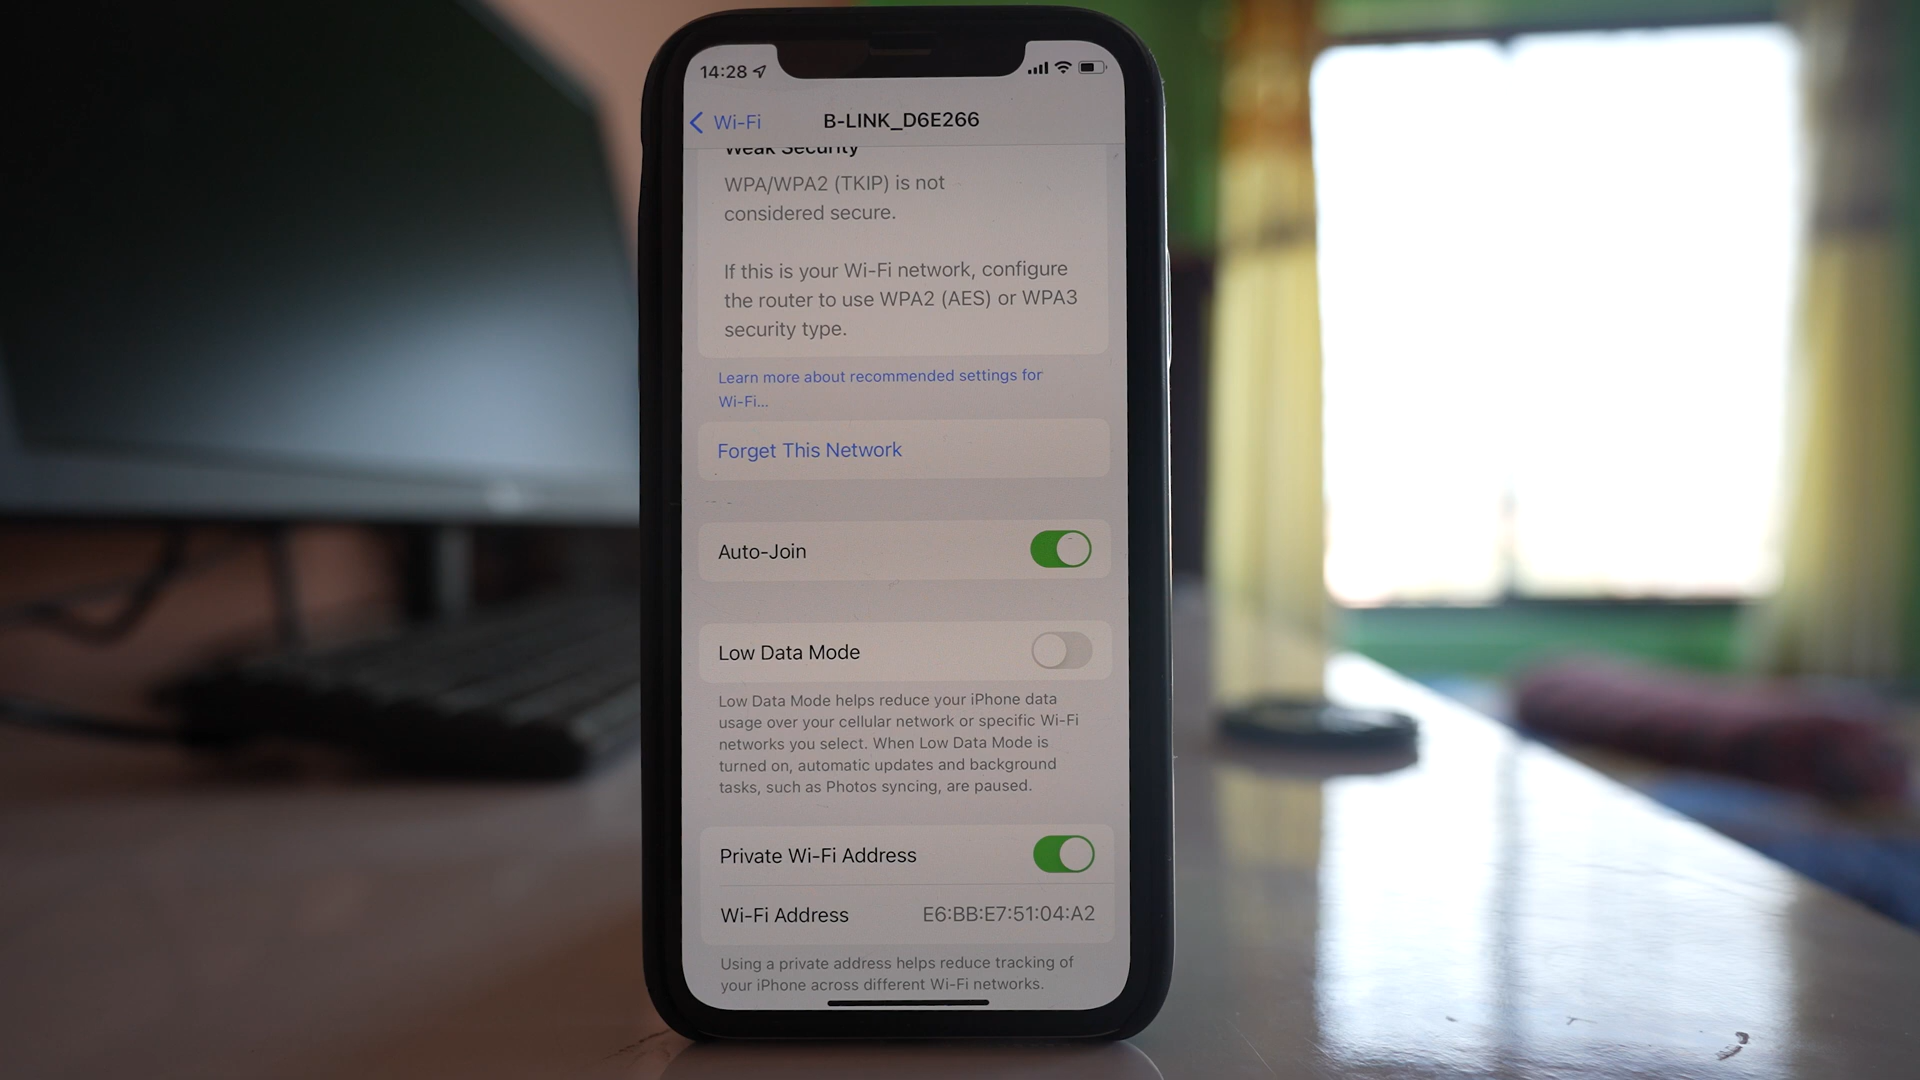 14:28
Wi-Fi
B-LINK_D6E266
Weak Security
WPA/WPA2 (TKIP) is not
considered secure.
If this is your Wi-Fi network, configure
the router to use WPA2 (AES) or WPA3
security type.
Learn more about recommended settings for
Wi-Fi...
Forget This Network
Auto-Join
Low Data Mode
Low Data Mode helps reduce your iPhone data
usage over your cellular network or specific Wi-Fi
networks you select. When Low Data Mode is
turned on, automatic updates and background
tasks, such as Photos syncing, are paused.
Private Wi-Fi Address
Wi-Fi Address E6:BB:E7:51:04:A2
Using a private address helps reduce tracking of
your iPhone across different Wi-Fi networks.